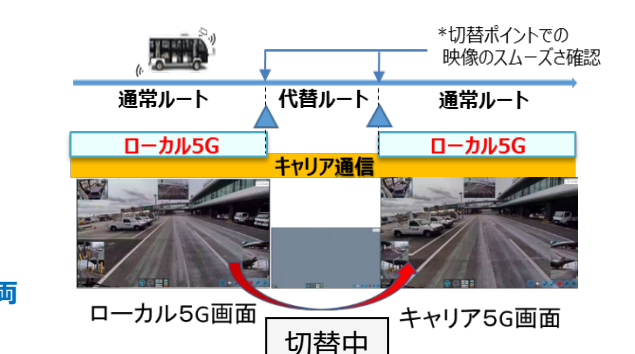 *切替ポイントでの
映像のスムーズさ確認
通常ルート
代替ルート
通常ルート
ローカル5G
ローカル5G
キャリア通信
両
ローカル5G画面
キャリア5G画面
切替中